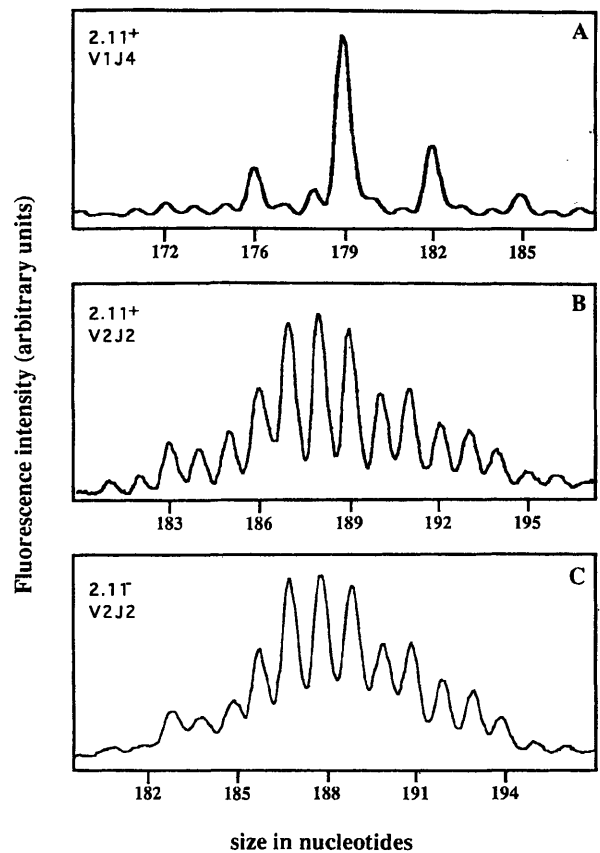 Fluorescence intensity (arbitrary units)
2.11+
V1J4
A
172 176 179 182 185
2.11+
V2J2
B
183 186 189 192 195
2.11-
V2J2
C
182 185 188 191 194
size in nucleotides